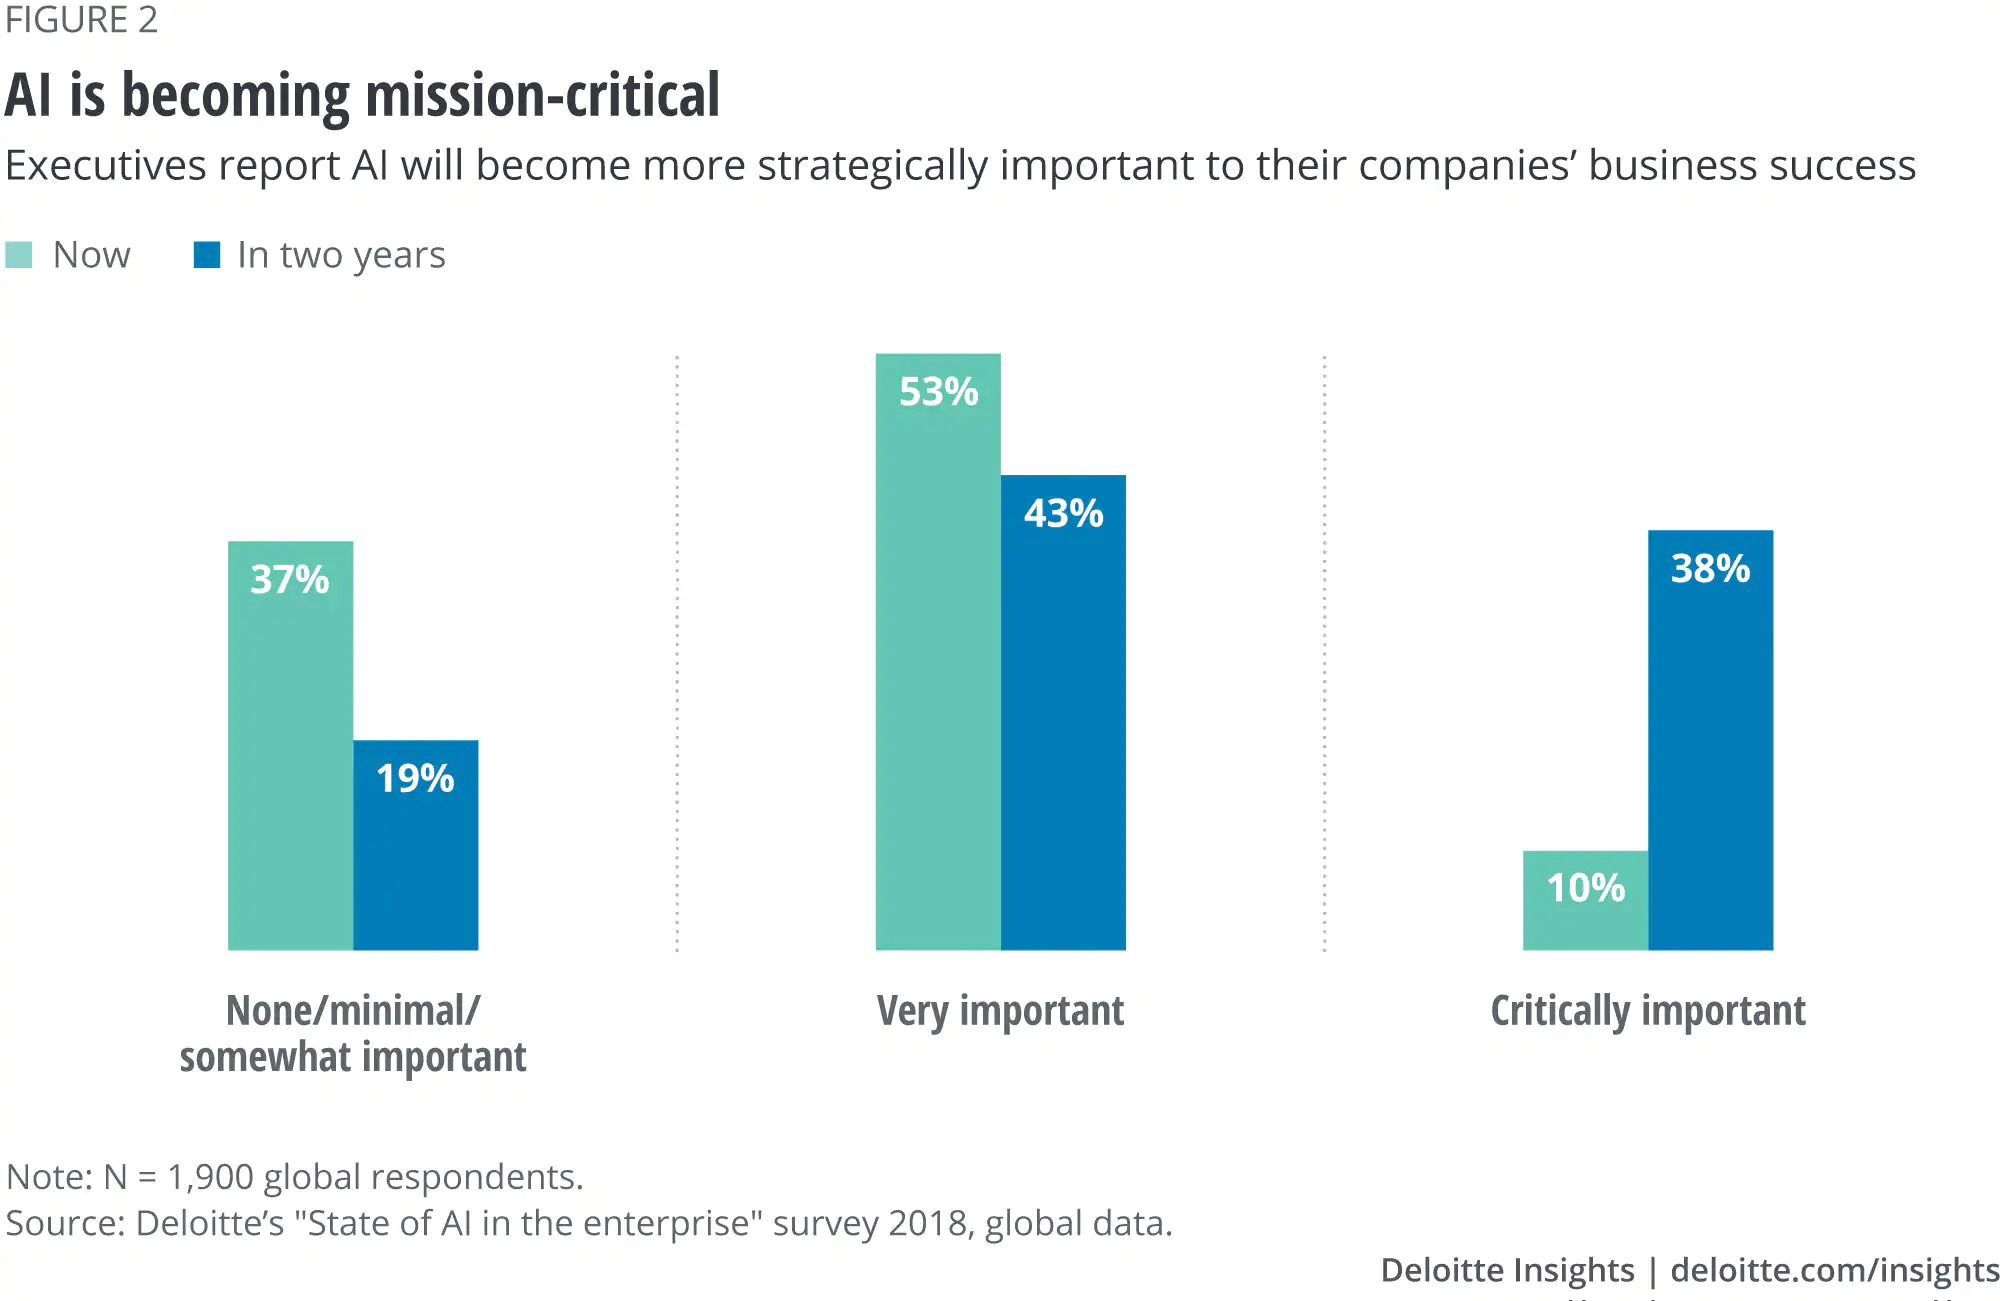 FIGURE 2
AI is becoming mission-critical
Executives report AI will become more strategically important to their companies’ business success
Now In two years
37%
19%
53%
43%
10%
38%
None/minimal/
somewhat important
Very important
Critically important
Note: N = 1,900 global respondents.
Source: Deloitte’s "State of AI in the enterprise" survey 2018, global data.
Deloitte Insights | deloitte.com/insights